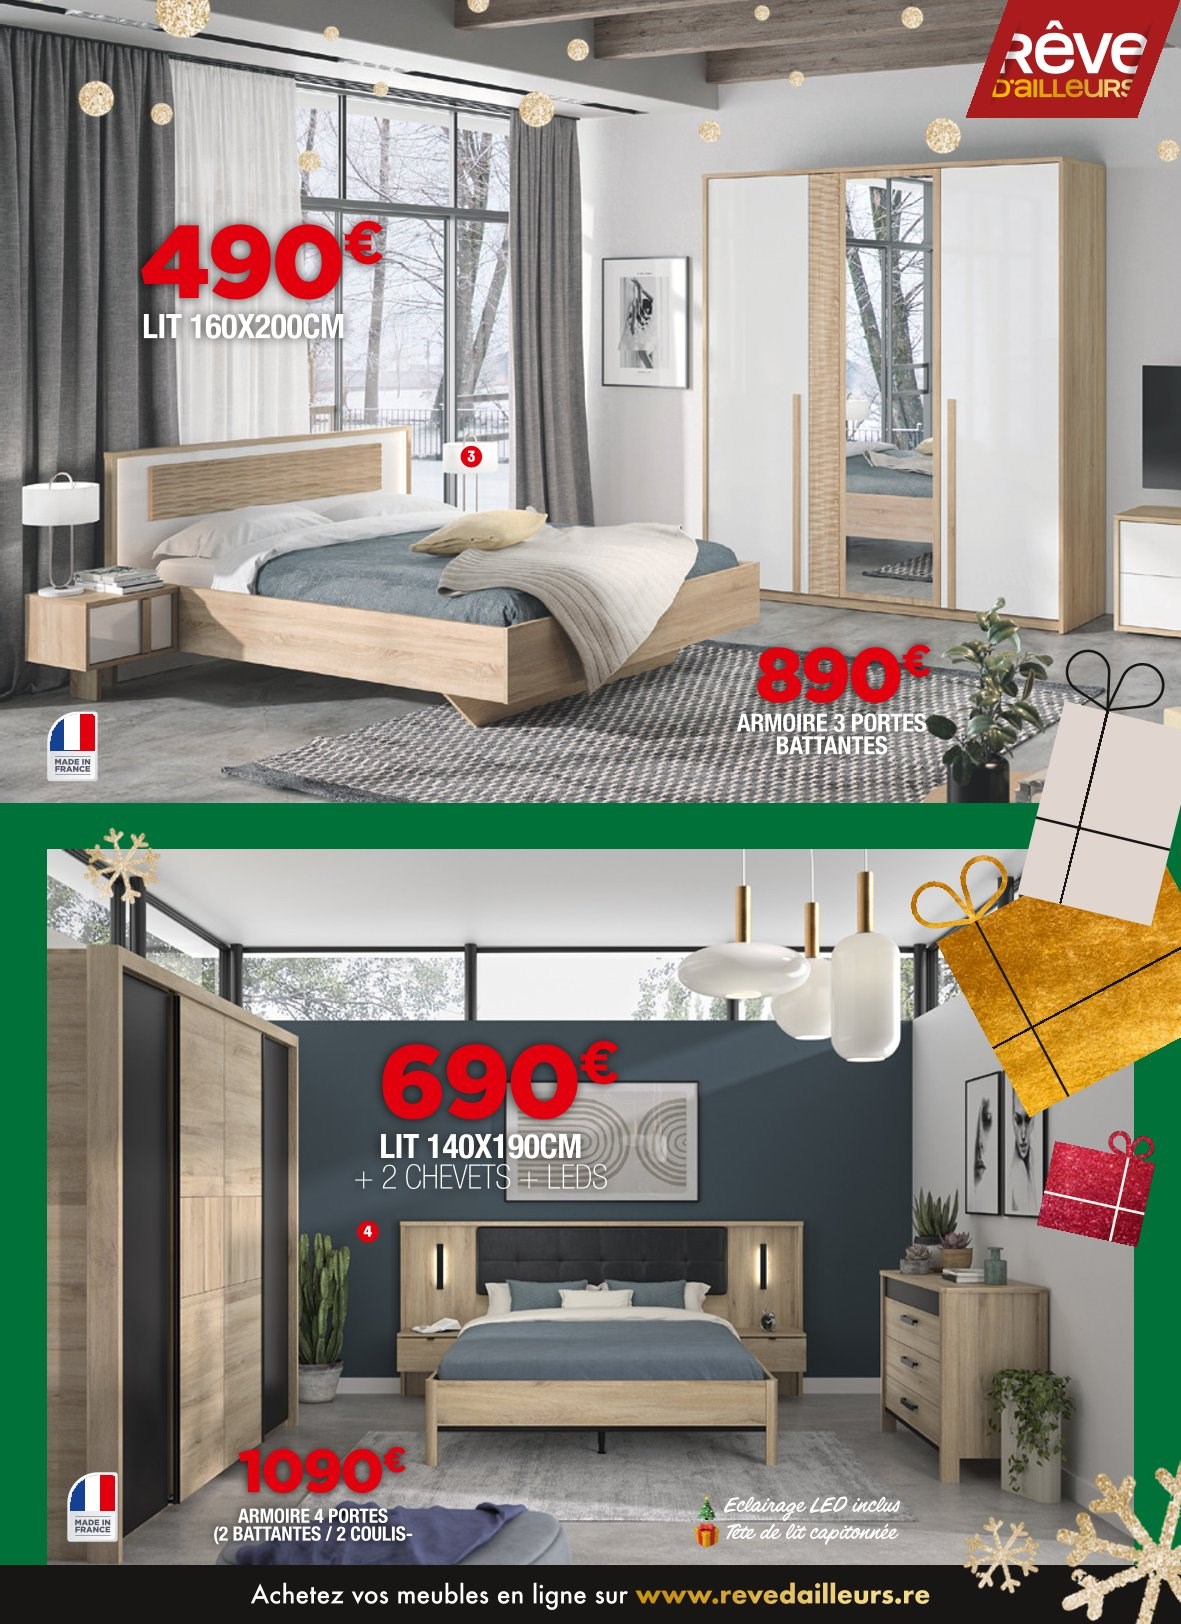 RÊVE
D'AILLEURS
490€
LIT 160X200CM
3
890€
ARMOIRE 3 PORTES
BATTANTES
MADE IN
FRANCE
690€
LIT 140X190CM
+ 2 CHEVETS + LEDS
4
1090€
ARMOIRE 4 PORTES
(2 BATTANTES / 2 COULIS-
MADE IN
FRANCE
Eclairage LED inclus
Tête de lit capitonnée
Achetez vos meubles en ligne sur www.revedailleurs.re